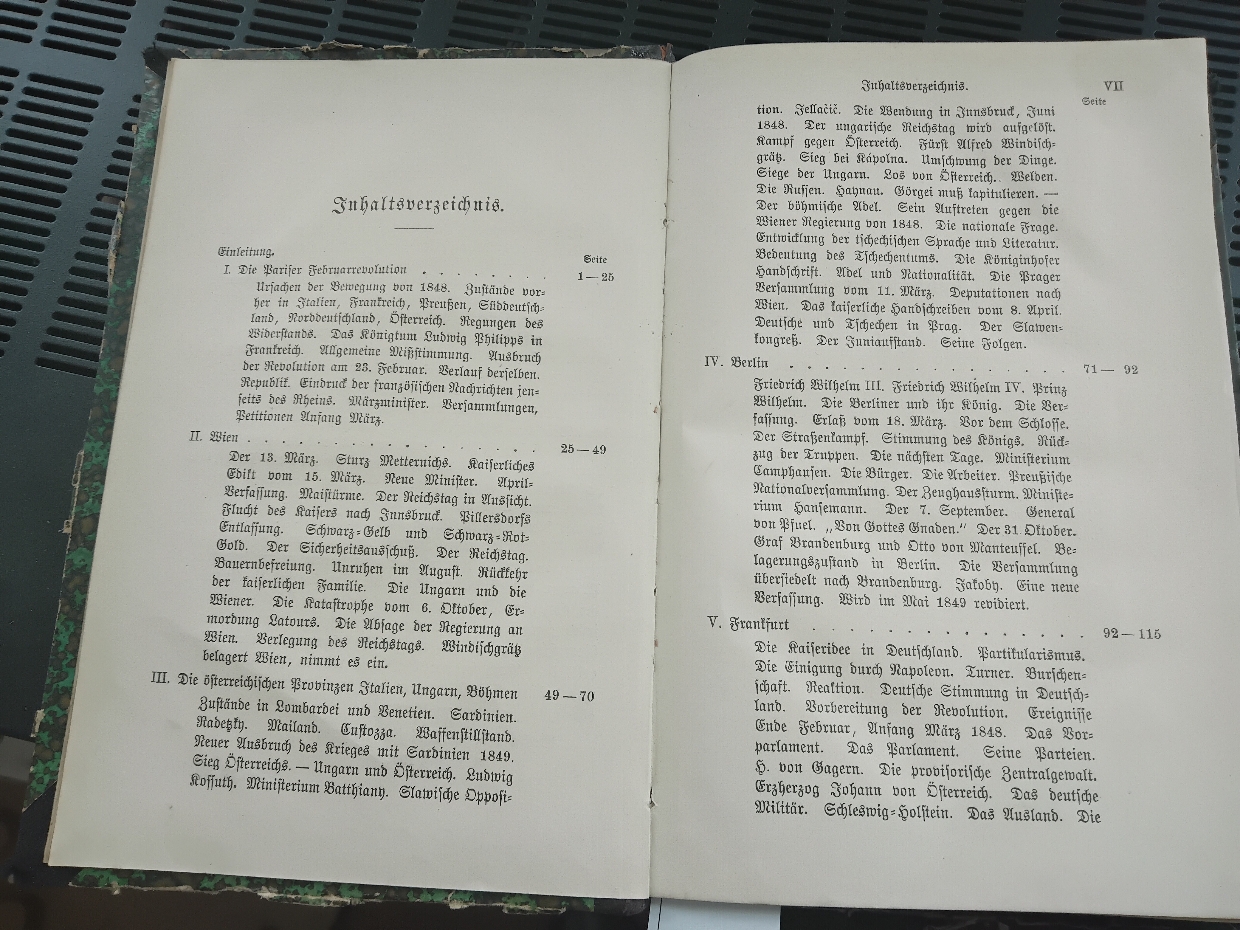 Inhaltsverzeichnis.
Einleitung.
Seite
I. Die Pariser Februarrevolution . . . . . . . 1—25
Ursachen der Bewegung von 1848. Zustände vor-
her in Italien, Frankreich, Preußen, Süddeutsch-
land, Norddeutschland, Österreich. Regungen des
Widerstands. Das Königtum Ludwig Philipps in
Frankreich. Allgemeine Mißstimmung. Ausbruch
der Revolution am 23. Februar. Verlauf derselben.
Republik. Eindruck der französischen Nachrichten jen-
seits des Rheins. Märzminister. Versammlungen,
Petitionen Anfang März.
II. Wien . . . . . . . . . . . . . 25—49
Der 13. März. Sturz Metternichs. Kaiserliches
Edikt vom 15. März. Neue Minister. April-
Verfassung. Maistürme. Der Reichstag in Aussicht.
Flucht des Kaisers nach Innsbruck. Pillersdorfs
Entlassung. Schwarz-Gelb und Schwarz-Rot-
Gold. Der Sicherheitsausschuß. Der Reichstag.
Bauernbefreiung. Unruhen im August. Rückkehr
der kaiserlichen Familie. Die Ungarn und die
Wiener. Die Katastrophe vom 6. Oktober, Er-
mordung Latours. Die Absage der Regierung an
Wien. Verlegung des Reichstags. Windischgrätz
belagert Wien, nimmt es ein.
III. Die österreichischen Provinzen Italien, Ungarn, Böhmen 49—70
Zustände in Lombardei und Venetien. Sardinien.
Radetzky. Mailand. Custozza. Waffenstillstand.
Neuer Ausbruch des Krieges mit Sardinien 1849.
Sieg Österreichs. — Ungarn und Österreich. Ludwig
Kossuth. Ministerium Batthiany. Slawische Opposi-
Inhaltsverzeichnis. VII
Seite
tion. Jellačič. Die Wendung in Innsbruck, Juni
1848. Der ungarische Reichstag wird aufgelöst.
Kampf gegen Österreich. Fürst Alfred Windisch-
grätz. Sieg bei Kápolna. Umschwung der Dinge.
Siege der Ungarn. Los von Österreich. Welden.
Die Russen. Haynau. Görgei muß kapitulieren. —
Der böhmische Adel. Sein Auftreten gegen die
Wiener Regierung von 1848. Die nationale Frage.
Entwicklung der tschechischen Sprache und Literatur.
Bedeutung des Tschechentums. Die Königinhofer
Handschrift. Adel und Nationalität. Die Prager
Versammlung vom 11. März. Deputationen nach
Wien. Das kaiserliche Handschreiben vom 8. April.
Deutsche und Tschechen in Prag. Der Slawen-
kongreß. Der Juniaufstand. Seine Folgen.
IV. Berlin . . . . . . . . . . . . . . 71— 92
Friedrich Wilhelm III. Friedrich Wilhelm IV. Prinz
Wilhelm. Die Berliner und ihr König. Die Ver-
fassung. Erlaß vom 18. März. Vor dem Schlosse.
Der Straßenkampf. Stimmung des Königs. Rück-
zug der Truppen. Die nächsten Tage. Ministerium
Camphausen. Die Bürger. Die Arbeiter. Preußische
Nationalversammlung. Der Zeughaussturm. Ministe-
rium Hansemann. Der 7. September. General
von Pfuel. „Von Gottes Gnaden.“ Der 31. Oktober.
Graf Brandenburg und Otto von Manteuffel. Be-
lagerungszustand in Berlin. Die Versammlung
übersiedelt nach Brandenburg. Jakoby. Eine neue
Verfassung. Wird im Mai 1849 revidiert.
V. Frankfurt . . . . . . . . . . . . . . 92—115
Die Kaiseridee in Deutschland. Partikularismus.
Die Einigung durch Napoleon. Turner. Burschen-
schaft. Reaktion. Deutsche Stimmung in Deutsch-
land. Vorbereitung der Revolution. Ereignisse
Ende Februar, Anfang März 1848. Das Vor-
parlament. Das Parlament. Seine Parteien.
H. von Gagern. Die provisorische Zentralgewalt.
Erzherzog Johann von Österreich. Das deutsche
Militär. Schleswig-Holstein. Das Ausland. Die